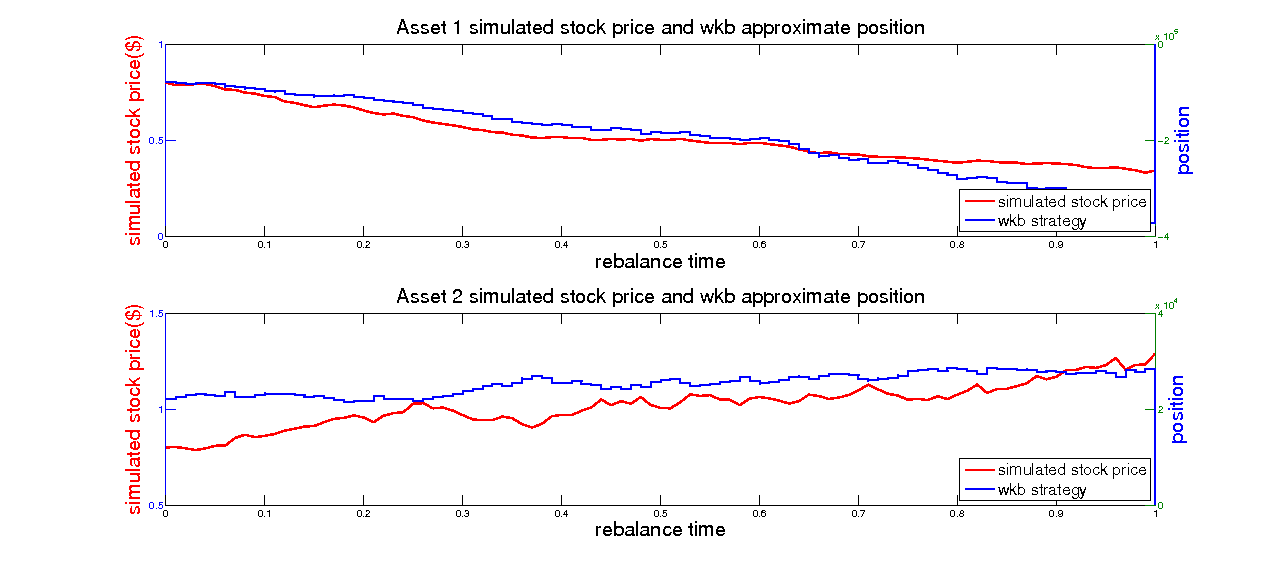 Asset 1 simulated stock price and wkb approximate position
x 10^5
1
0
simulated stock price($)
0.5
-2
position
simulated stock price
wkb strategy
0
-4
0 0.1 0.2 0.3 0.4 0.5 0.6 0.7 0.8 0.9 1
rebalance time
Asset 2 simulated stock price and wkb approximate position
x 10^4
1.5
4
simulated stock price($)
1
2
position
simulated stock price
wkb strategy
0.5
0
0 0.1 0.2 0.3 0.4 0.5 0.6 0.7 0.8 0.9 1
rebalance time